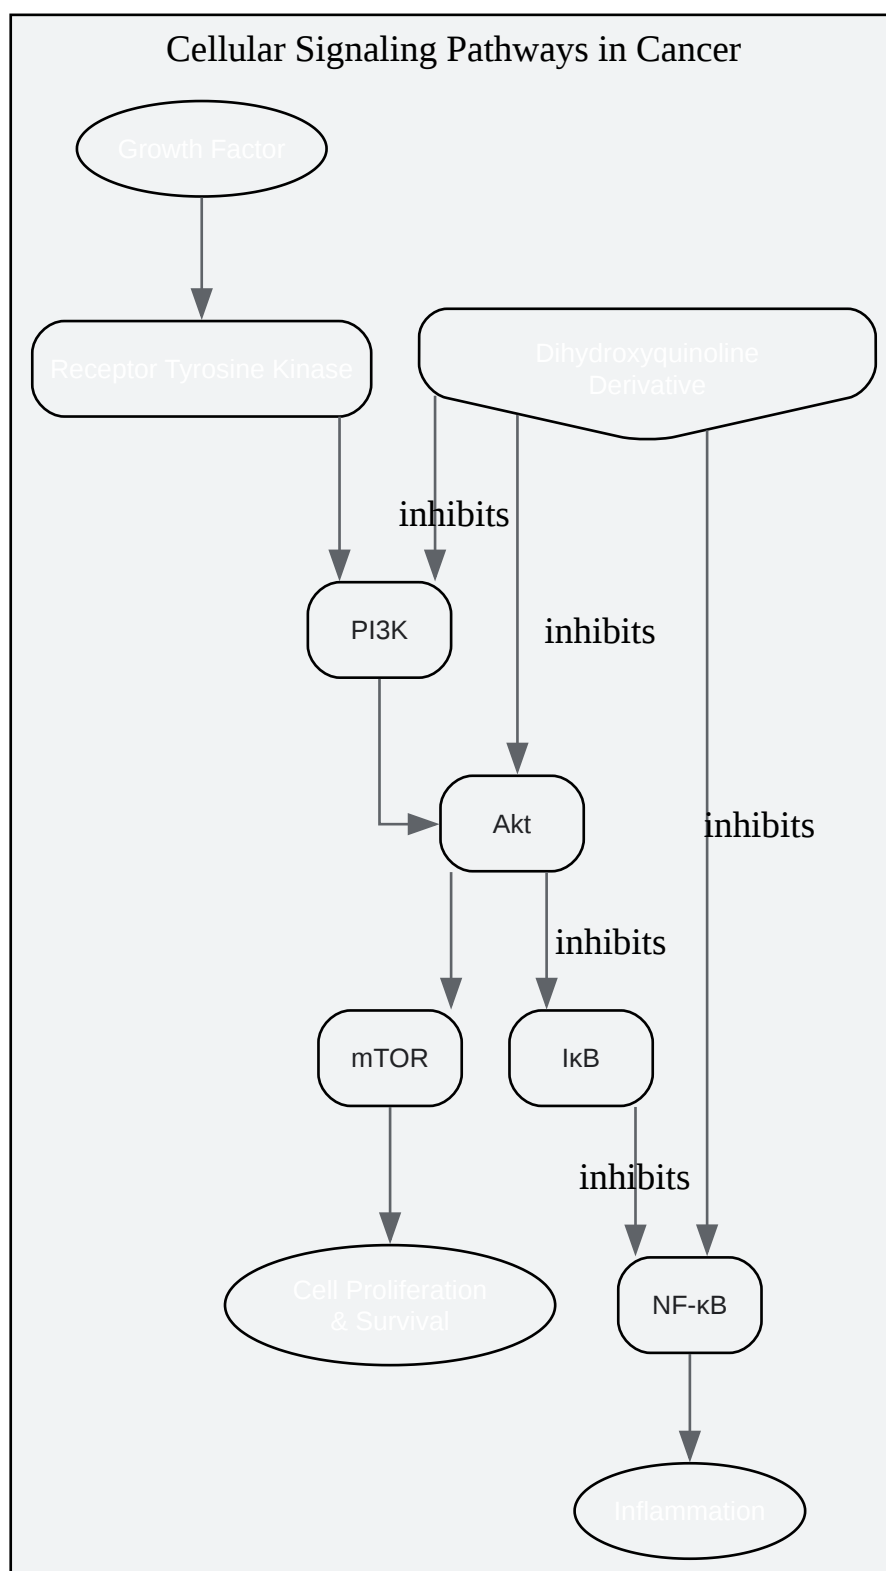 Cellular Signaling Pathways in Cancer
Growth Factor
Receptor Tyrosine Kinase
Dihydroxyquinoline
Derivative
inhibits
PI3K
inhibits
Akt
inhibits
inhibits
mTOR
IκB
inhibits
Cell Proliferation
& Survival
NF-κB
Inflammation